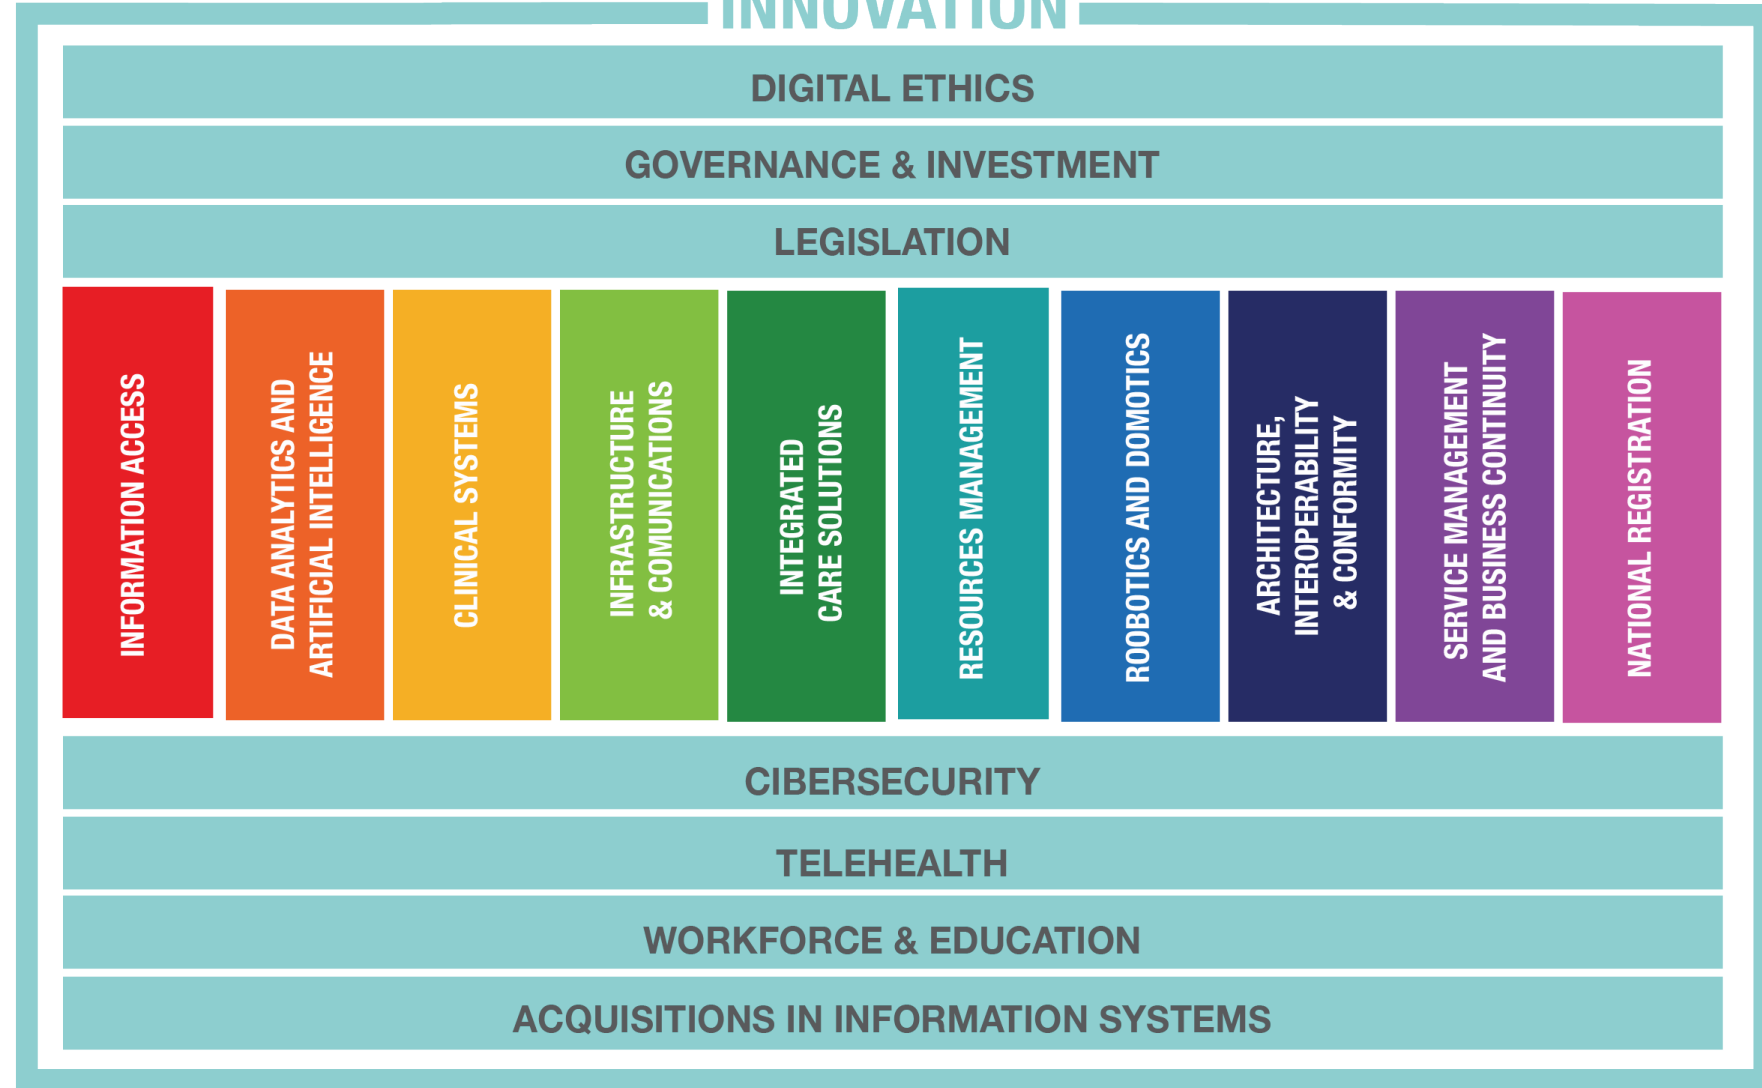 INNOVATION
DIGITAL ETHICS
GOVERNANCE & INVESTMENT
LEGISLATION
INFORMATION ACCESS
DATA ANALYTICS AND
ARTIFICIAL INTELLIGENCE
CLINICAL SYSTEMS
INFRASTRUCTURE
& COMUNICATIONS
INTEGRATED
CARE SOLUTIONS
RESOURCES MANAGEMENT
ROOBOTICS AND DOMOTICS
ARCHITECTURE,
INTEROPERABILITY
& CONFORMITY
SERVICE MANAGEMENT
AND BUSINESS CONTINUITY
NATIONAL REGISTRATION
CIBERSECURITY
TELEHEALTH
WORKFORCE & EDUCATION
ACQUISITIONS IN INFORMATION SYSTEMS